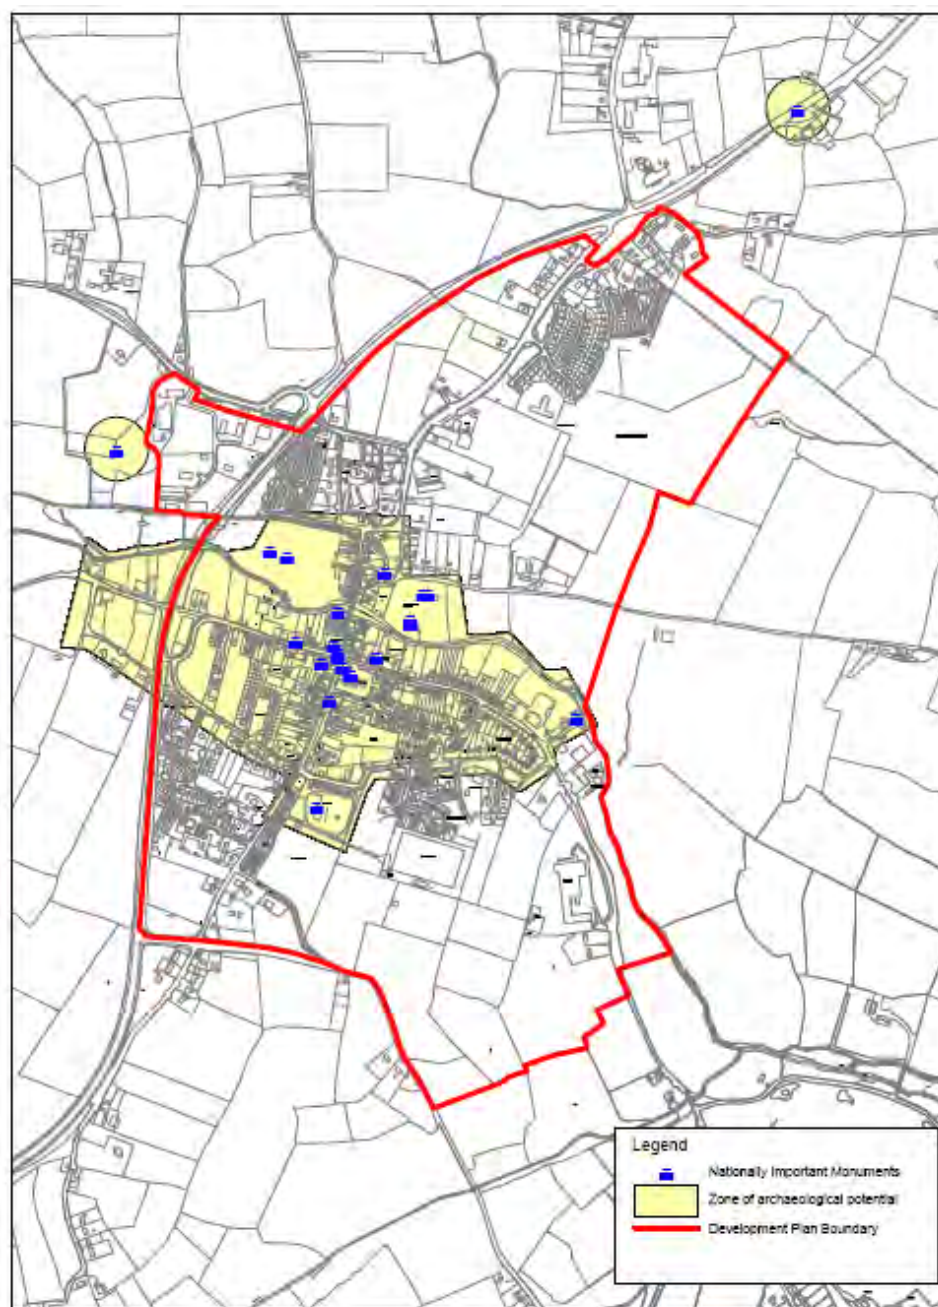 Legend
Nationally Important Monuments
Zone of archaeological potential
Development Plan Boundary